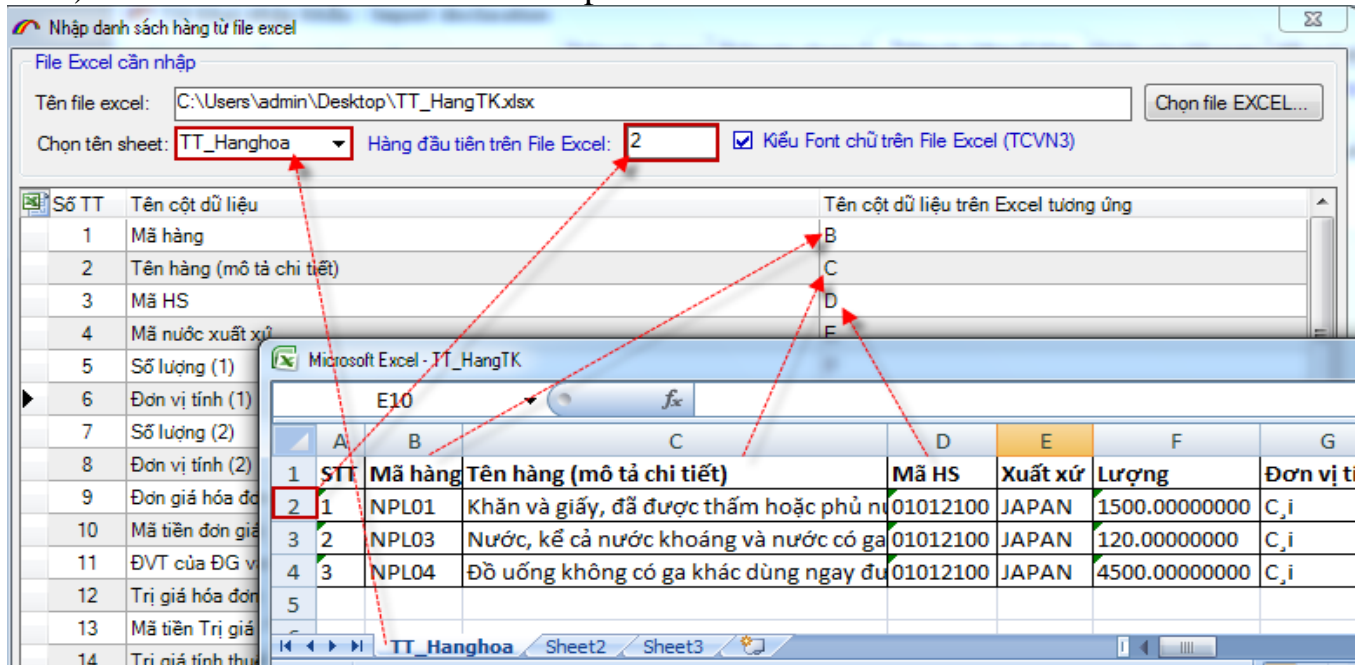 Nhập danh sách hàng từ file excel
File Excel cần nhập
Tên file excel: C:\Users\admin\Desktop\TT_HangTK.xlsx Chọn file EXCEL...
Chọn tên sheet: TT_Hanghoa Hàng đầu tiên trên File Excel: 2 Kiểu Font chữ trên File Excel (TCVN3)
Số TT Tên cột dữ liệu Tên cột dữ liệu trên Excel tương ứng
1 Mã hàng B
2 Tên hàng (mô tả chi tiết) C
3 Mã HS D
4 Mã nước xuất xứ E
5 Số lượng (1)
6 Đơn vị tính (1)
7 Số lượng (2)
8 Đơn vị tính (2)
9 Đơn giá hóa đơ
10 Mã tiền đơn giá
11 ĐVT của ĐG v
12 Trị giá hóa đơn
13 Mã tiền Trị giá
14 Trị giá tính thu
Microsoft Excel - TT_HangTK
E10 fx
A B C D E F G
1 STT Mã hàng Tên hàng (mô tả chi tiết) Mã HS Xuất xứ Lượng Đơn vị tí
2 1 NPL01 Khăn và giấy, đã được thấm hoặc phủ nư 01012100 JAPAN 1500.00000000 C¸i
3 2 NPL03 Nước, kể cả nước khoáng và nước có ga 01012100 JAPAN 120.00000000 C¸i
4 3 NPL04 Đồ uống không có ga khác dùng ngay đư 01012100 JAPAN 4500.00000000 C¸i
5
TT_Hanghoa Sheet2 Sheet3